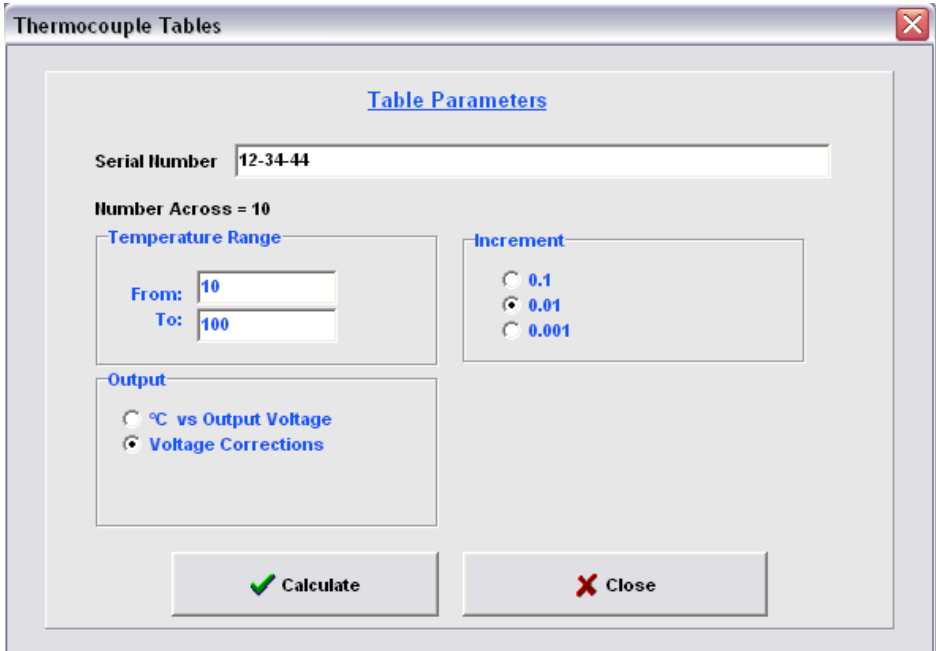 Thermocouple Tables
Table Parameters
Serial Number 12-34-44
Number Across = 10
Temperature Range
From: 10
To: 100
Increment
0.1
0.01
0.001
Output
°C vs Output Voltage
Voltage Corrections
Calculate
Close